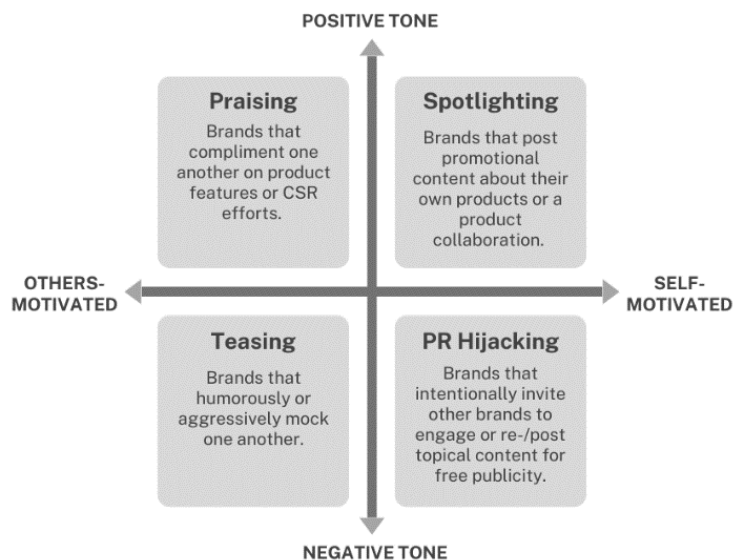 POSITIVE TONE
Praising
Brands that
compliment one
another on product
features or CSR
efforts.
Spotlighting
Brands that post
promotional
content about their
own products or a
product
collaboration.
OTHERS-
MOTIVATED
SELF-
MOTIVATED
Teasing
Brands that
humorously or
aggressively mock
one another.
PR Hijacking
Brands that
intentionally invite
other brands to
engage or re-/post
topical content for
free publicity.
NEGATIVE TONE